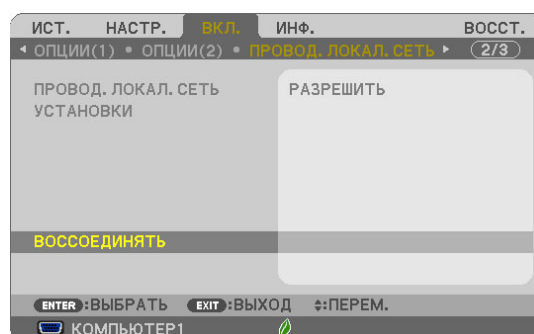 ИСТ. НАСТР. ВКЛ. ИНФ. ВОССТ.
ОПЦИИ(1) • ОПЦИИ(2) • ПРОВОД. ЛОКАЛ. СЕТЬ 2/3
ПРОВОД. ЛОКАЛ. СЕТЬ РАЗРЕШИТЬ
УСТАНОВКИ
ВОССОЕДИНЯТЬ
ENTER :ВЫБРАТЬ EXIT :ВЫХОД :ПЕРЕМ.
КОМПЬЮТЕР1